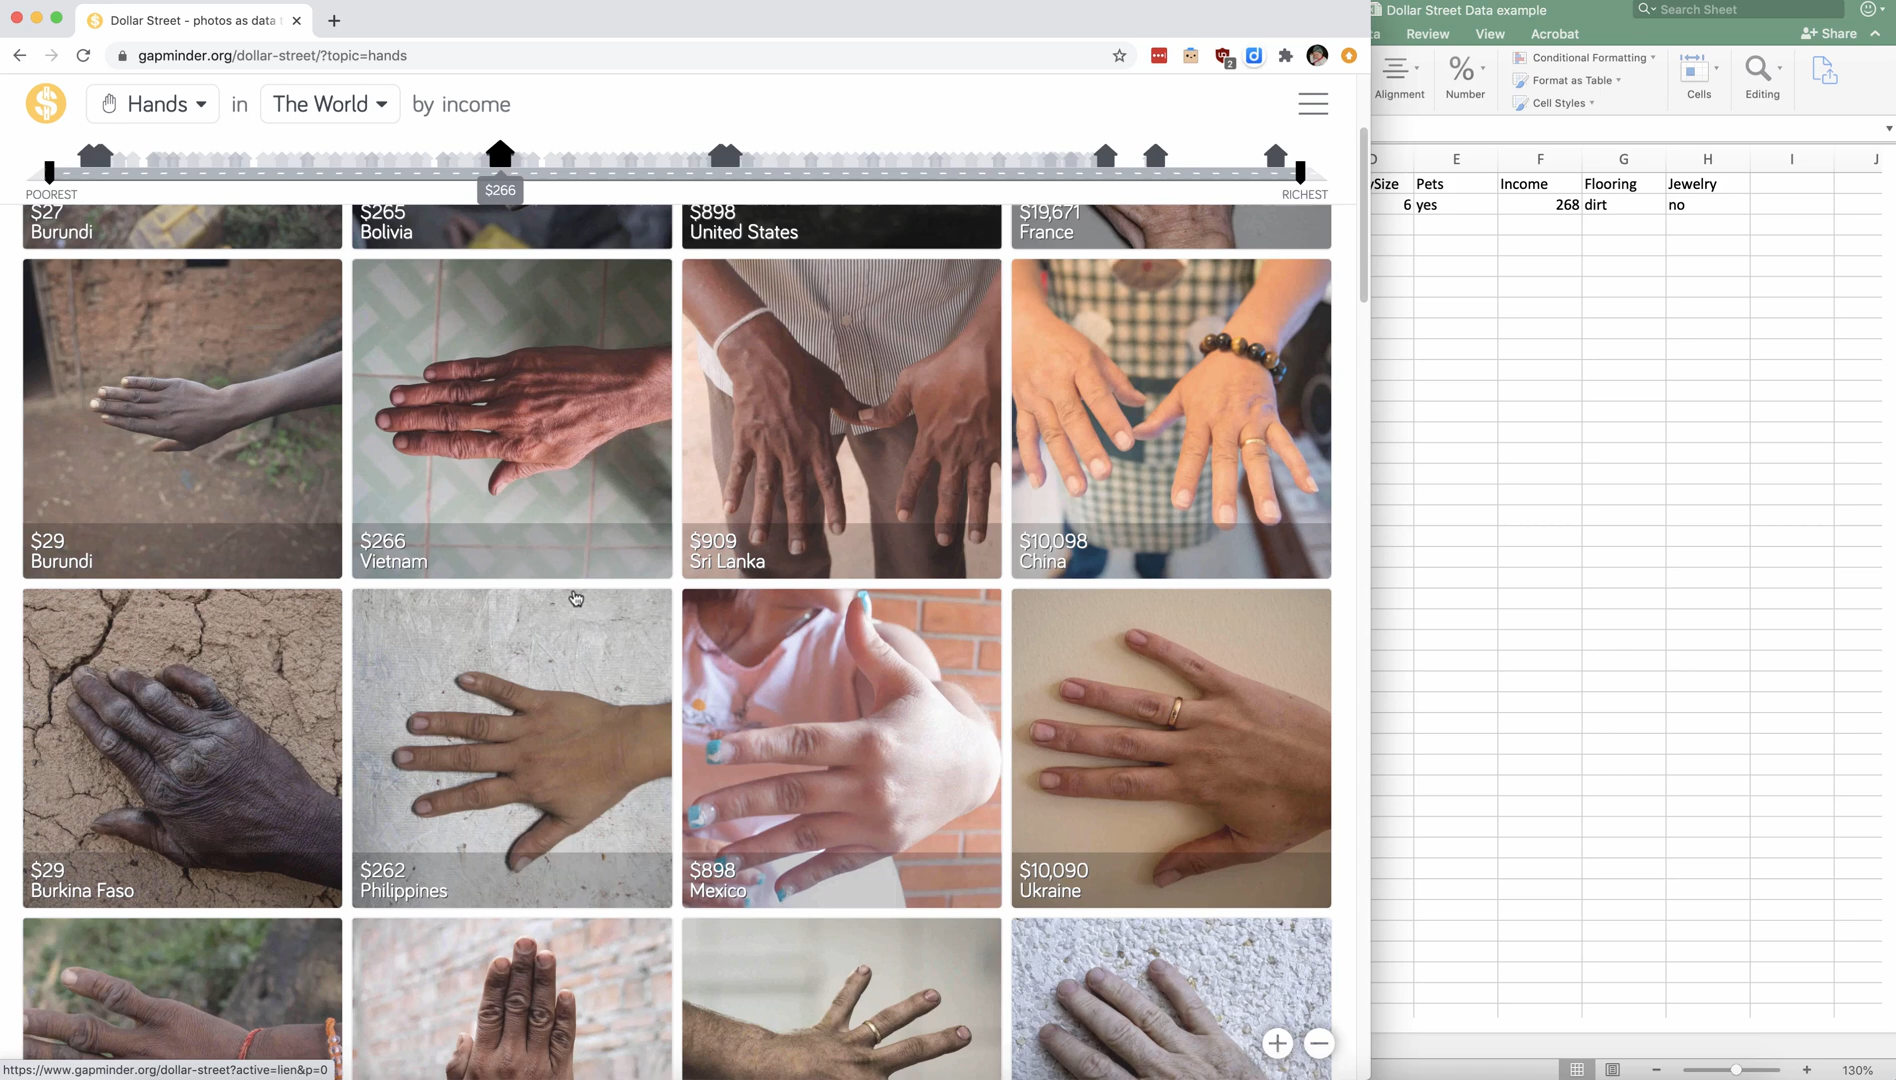 Dollar Street - photos as data
Dollar Street Data example
Search Sheet
Review View Acrobat
Share
gapminder.org/dollar-street/?topic=hands
2
Conditional Formatting
Format as Table
Cell Styles
Alignment
Number
Cells
Editing
Hands in The World by income
$266
POOREST
RICHEST
E F G H I J
Size Pets Income Flooring Jewelry
6 yes 268 dirt no
$27
Burundi
$265
Bolivia
$898
United States
$19,671
France
$29
Burundi
$266
Vietnam
$909
Sri Lanka
$10,098
China
$29
Burkina Faso
$262
Philippines
$898
Mexico
$10,090
Ukraine
https://www.gapminder.org/dollar-street?active=lien&p=0
130%